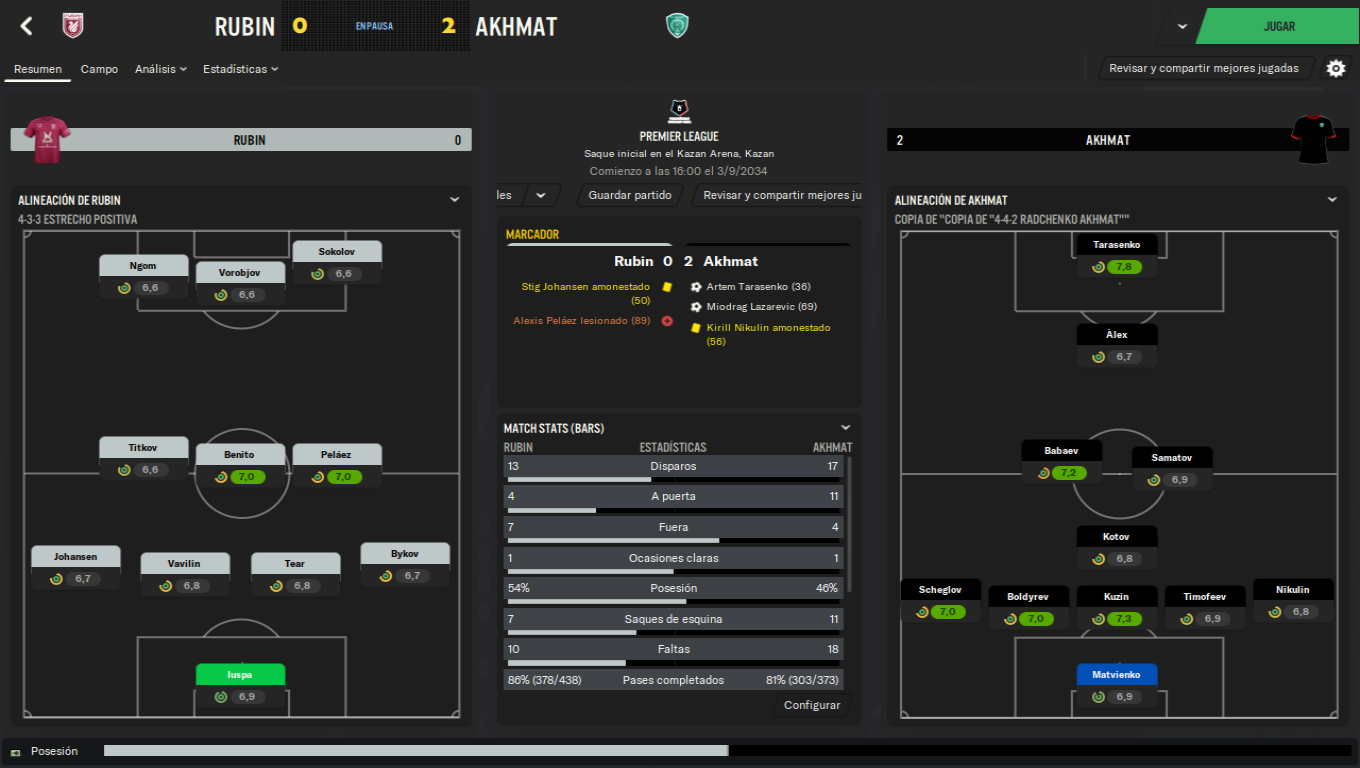 RUBIN 0 EN PAUSA 2 AKHMAT
JUGAR
Resumen Campo Análisis Estadísticas
Revisar y compartir mejores jugadas
RUBIN 0
PREMIER LEAGUE
Saque inicial en el Kazan Arena, Kazan
Comienzo a las 16:00 el 3/9/2034
les Guardar partido Revisar y compartir mejores ju
2 AKHMAT
ALINEACIÓN DE RUBIN
4-3-3 ESTRECHO POSITIVA
Ngom
6,6
Vorobjov
6,6
Sokolov
6,6
Titkov
6,6
Benito
7,0
Peláez
7,0
Johansen
6,7
Vavilin
6,8
Tear
6,8
Bykov
6,7
Iuspa
6,9
MARCADOR
Rubin 0 2 Akhmat
Stig Johansen amonestado
(50)
Alexis Peláez lesionado (89)
Artem Tarasenko (36)
Miodrag Lazarevic (69)
Kirill Nikulin amonestado
(56)
MATCH STATS (BARS)
RUBIN ESTADÍSTICAS AKHMAT
13 Disparos 17
4 A puerta 11
7 Fuera 4
1 Ocasiones claras 1
54% Posesión 46%
7 Saques de esquina 11
10 Faltas 18
86% (378/438) Pases completados 81% (303/373)
Configurar
ALINEACIÓN DE AKHMAT
COPIA DE "COPIA DE "4-4-2 RADCHENKO AKHMAT""
Tarasenko
7,8
Àlex
6,7
Babaev
7,2
Samatov
6,9
Kotov
6,8
Scheglov
7,0
Boldyrev
7,0
Kuzin
7,3
Timofeev
6,9
Nikulin
6,8
Matvienko
6,9
Posesión